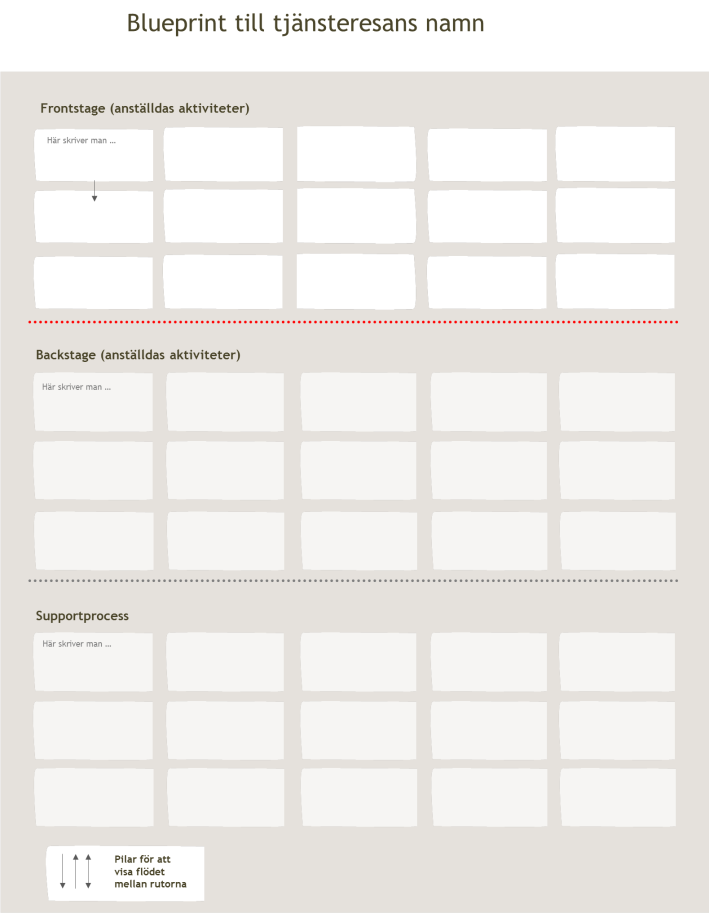 Blueprint till tjänsteresans namn
Frontstage (anställdas aktiviteter)
Här skriver man …
Backstage (anställdas aktiviteter)
Här skriver man …
Supportprocess
Här skriver man …
Pilar för att
visa flödet
mellan rutorna